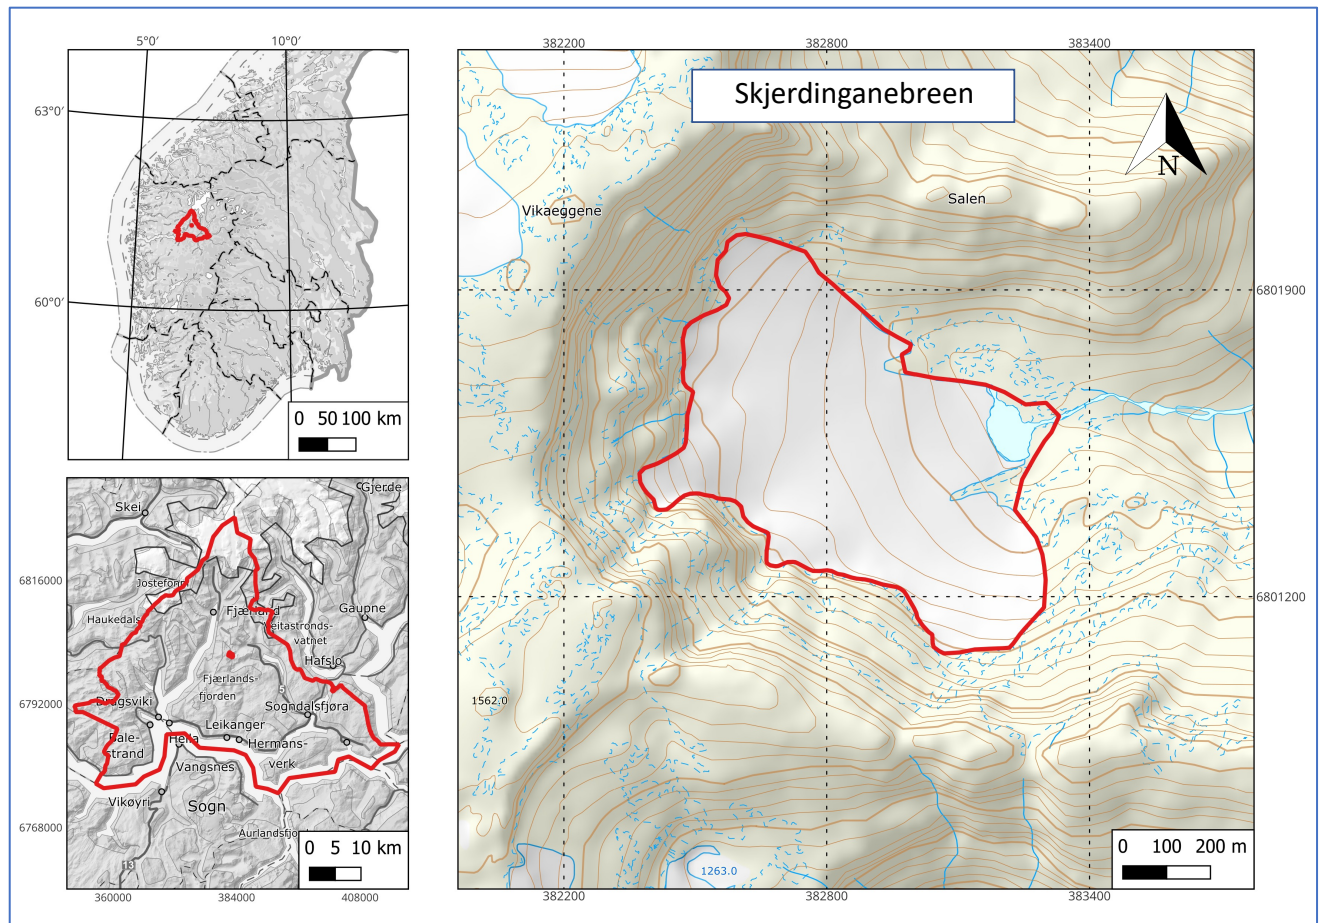 5°0′ 10°0′
63°0′
60°0′
0 50 100 km
Gjerde
Skei
6816000
Jostefonn
Fjærland
Gaupne
Haukedals
eitastronds-
vatnet
Hafslo
Fjærlands-
fjorden
5
6792000
Dragsviki
Sogndalsfjøra
Leikanger
Bale-
strand
Hella
Hermans-
verk
Vangsnes
Vikøyri
Sogn
6768000
Aurlandsfjo
13
0 5 10 km
360000 384000 408000
382200 382800 383400
Skjerdinganebreen
N
Salen
Vikaeggene
6801900
6801200
1562.0
1263.0
0 100 200 m
382200 382800 383400